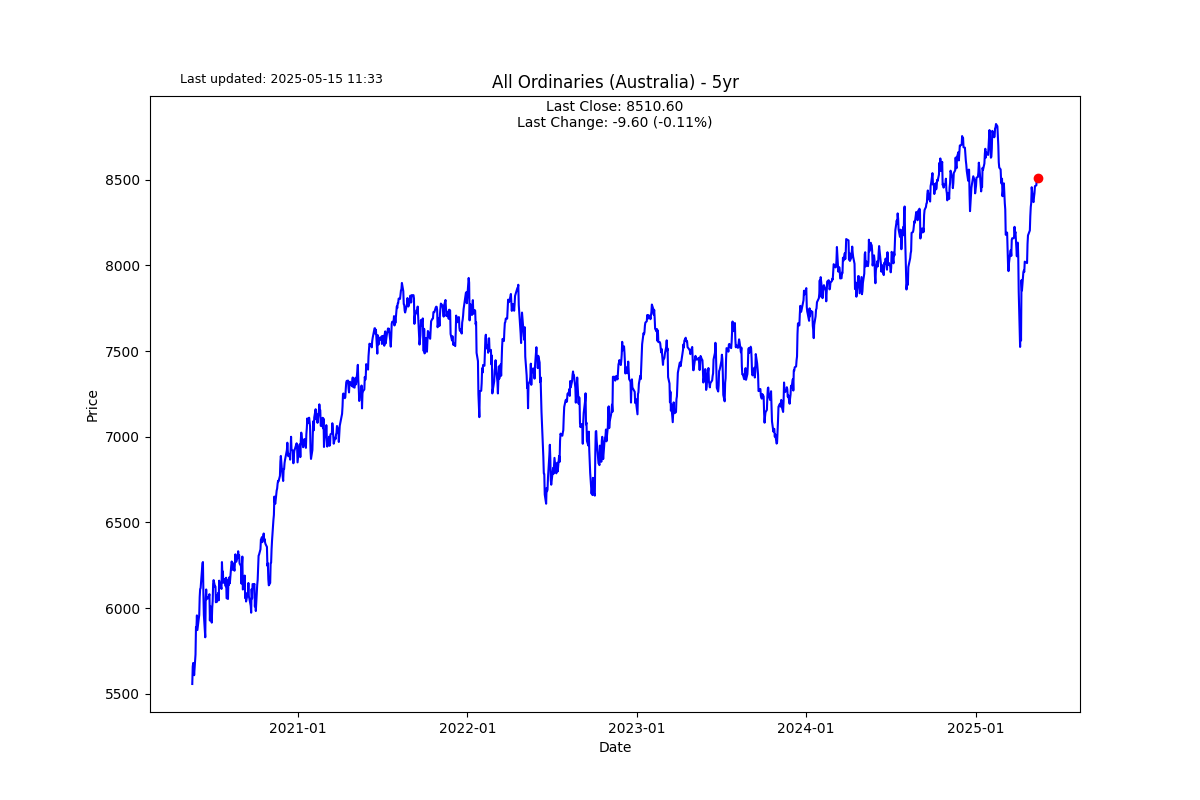 Last updated: 2025-05-15 11:33
All Ordinaries (Australia) - 5yr
Last Close: 8510.60
Last Change: -9.60 (-0.11%)
8500
8000
7500
7000
6500
6000
5500
Price
2021-01
2022-01
2023-01
2024-01
2025-01
Date